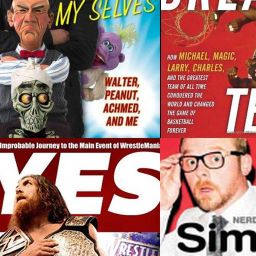 MY SELVES
WALTER,
PEANUT,
ACHMED,
AND ME
HOW MICHAEL, MAGIC,
LARRY, CHARLES,
AND THE GREATEST
TEAM OF ALL TIME
CONQUERED THE
WORLD AND CHANGED
THE GAME OF
BASKETBALL
FOREVER
TE
Improbable Journey to the Main Event of WrestleMania
YES
WRESTLE
NERD
Sim